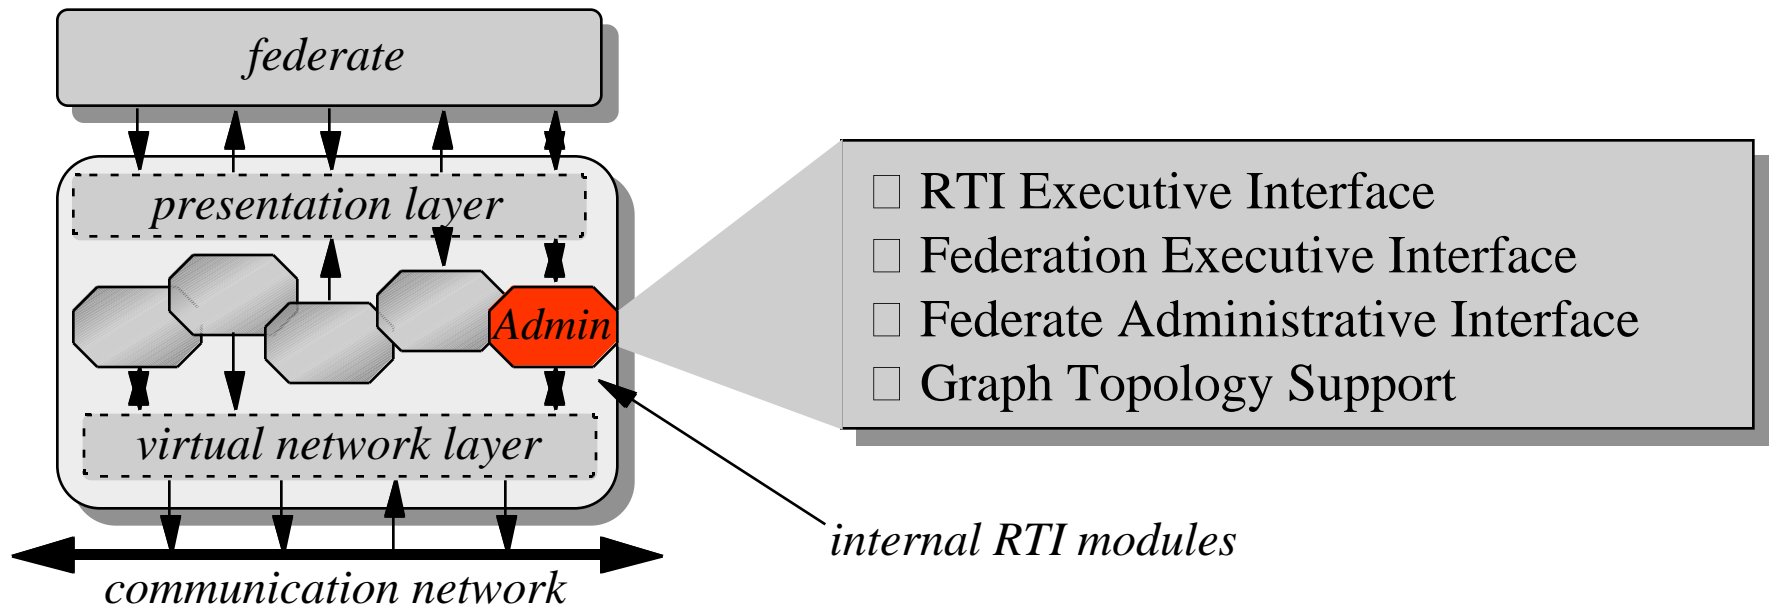 federate
presentation layer
Admin
virtual network layer
communication network
□ RTI Executive Interface
□ Federation Executive Interface
□ Federate Administrative Interface
□ Graph Topology Support
internal RTI modules